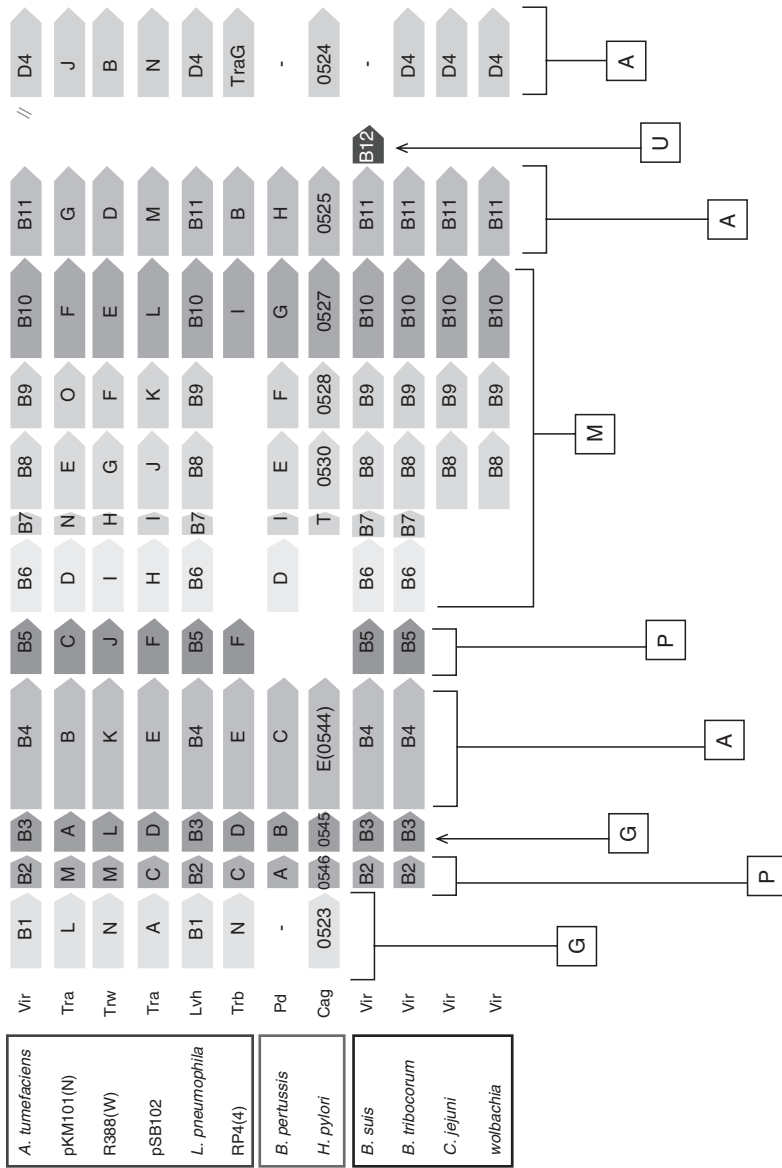 A. tumefaciens Vir B1 B2 B3 B4 B5 B6 B7 B8 B9 B10 B11 // D4
pKM101(N) Tra L M A B C D N E O F G J
R388(W) Trw N M L K J I H G F E D B
pSB102 Tra A C D E F H I J K L M N
L. pneumophila Lvh B1 B2 B3 B4 B5 B6 B7 B8 B9 B10 B11 D4
RP4(4) Trb N C D E F I B TraG
B. pertussis Pd - A B C D I E F G H -
H. pylori Cag 0523 0546 0545 E(0544) T 0530 0528 0527 0525 0524
B. suis Vir B2 B3 B4 B5 B6 B7 B8 B9 B10 B11 B12 -
B. tribocorum Vir B2 B3 B4 B5 B6 B7 B8 B9 B10 B11 D4
C. jejuni Vir B8 B9 B10 B11 D4
wolbachia Vir B8 B9 B10 B11 D4
G P G A P M A U A